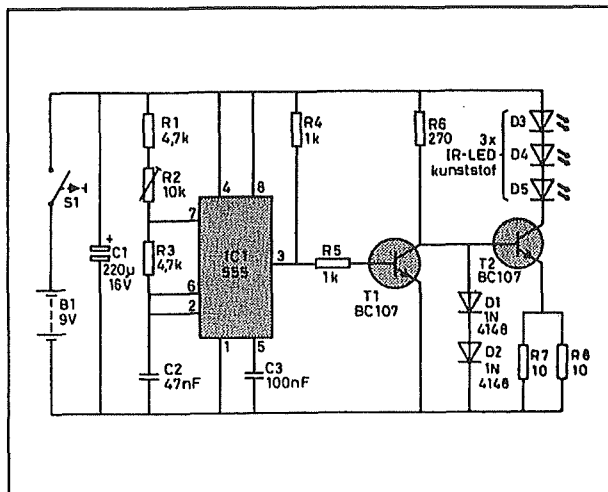 R1
4,7k
R2
10k
R3
4,7k
C2
47nF
S1
B1
9V
+
C1
220µ
16V
4
8
7
6
2
3
1
5
IC1
555
C3
100nF
R4
1k
R5
1k
T1
BC107
R6
270
3x
IR-LED
kunststof
D3
D4
D5
T2
BC107
D1
1N
4148
D2
1N
4148
R7
10
R8
10